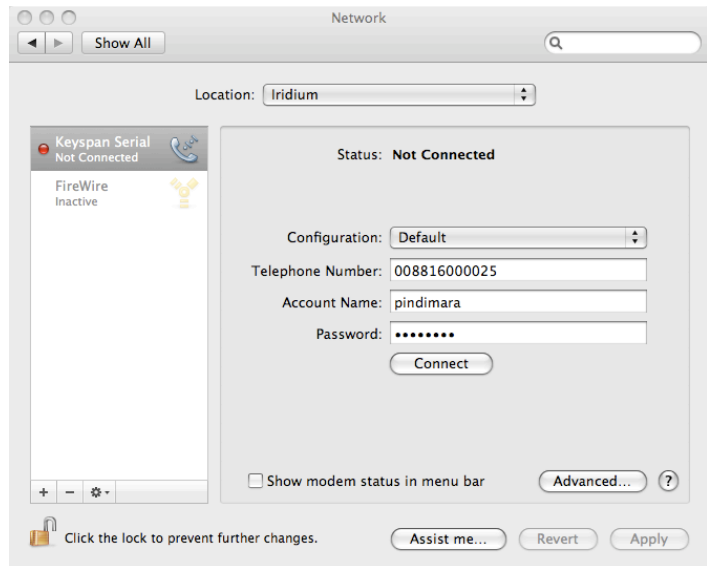 Network
Show All
Location: Iridium
Keyspan Serial
Not Connected
FireWire
Inactive
Status: Not Connected
Configuration: Default
Telephone Number: 008816000025
Account Name: pindimara
Password: ••••••••
Connect
Show modem status in menu bar
Advanced... ?
+ −
Click the lock to prevent further changes.
Assist me... Revert Apply